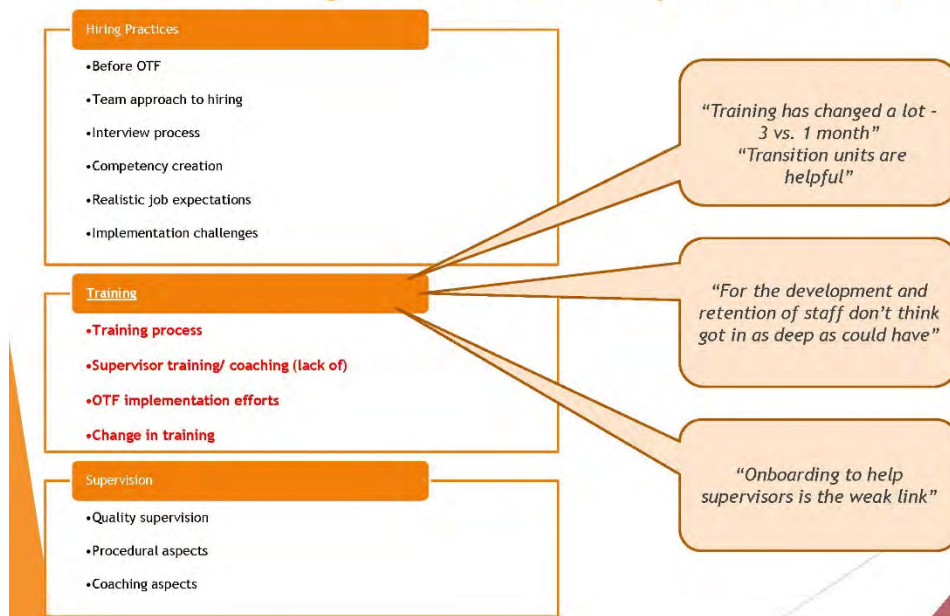 Hiring Practices
•Before OTF
•Team approach to hiring
•Interview process
•Competency creation
•Realistic job expectations
•Implementation challenges
Training
•Training process
•Supervisor training/ coaching (lack of)
•OTF implementation efforts
•Change in training
Supervision
•Quality supervision
•Procedural aspects
•Coaching aspects
“Training has changed a lot -
3 vs. 1 month”
“Transition units are
helpful”
“For the development and
retention of staff don’t think
got in as deep as could have”
“Onboarding to help
supervisors is the weak link”